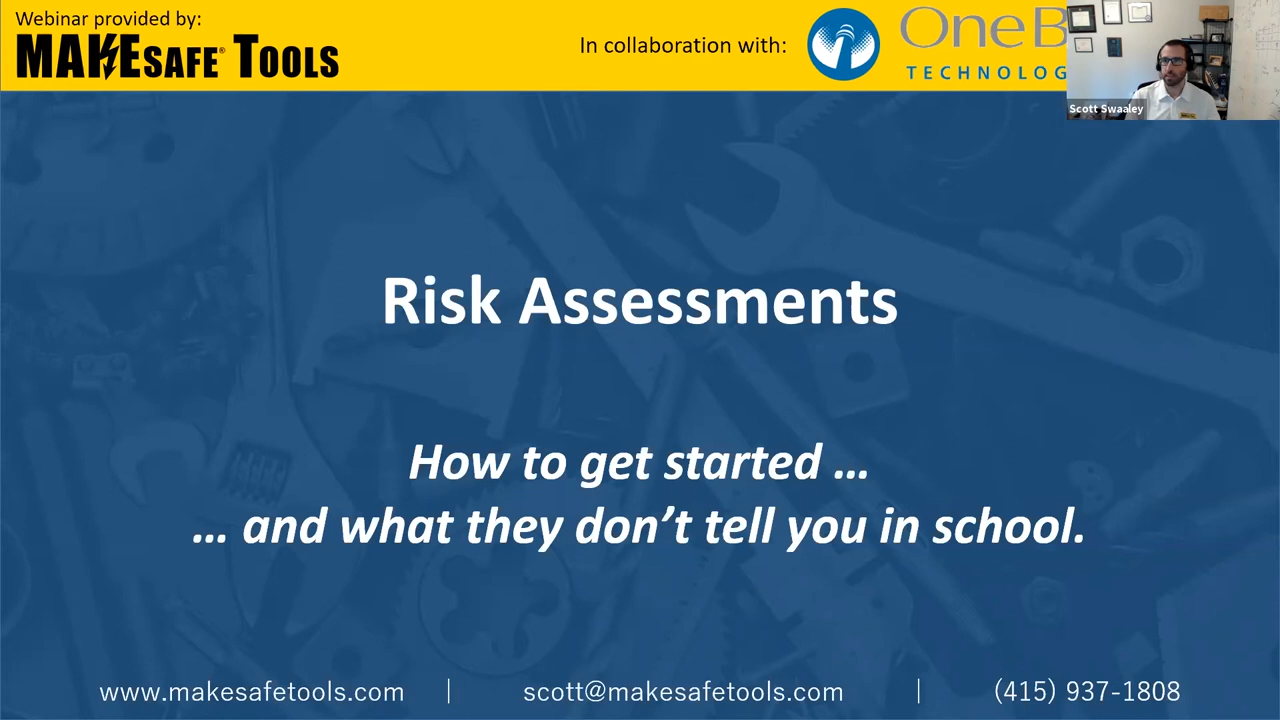 Webinar provided by:
MAKESAFE® TOOLS
In collaboration with:
OneB
TECHNOLOG
Scott Swaaley
Risk Assessments
How to get started ...
... and what they don’t tell you in school.
www.makesafetools.com | scott@makesafetools.com | (415) 937-1808